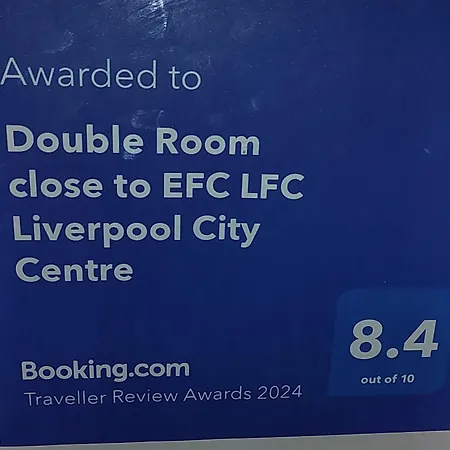 Awarded to
Double Room
close to EFC LFC
Liverpool City
Centre
8.4
out of 10
Booking.com
Traveller Review Awards 2024